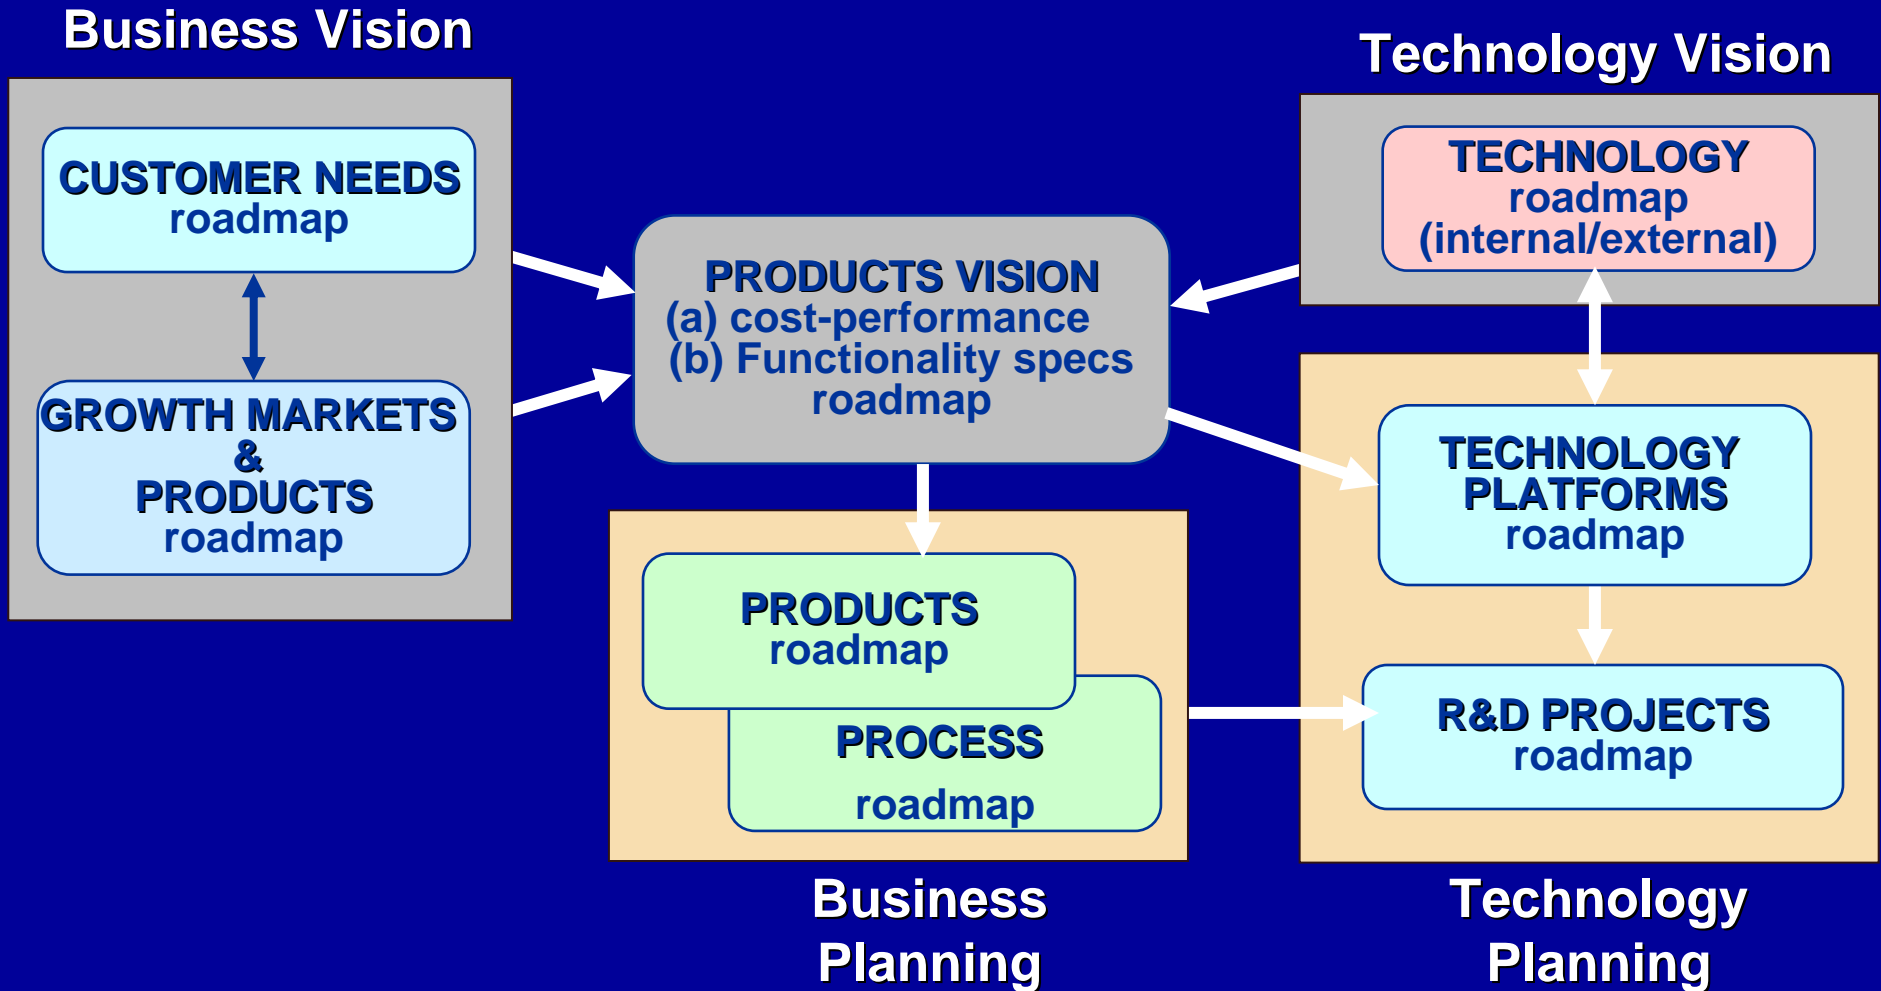 Business Vision
CUSTOMER NEEDS
roadmap
GROWTH MARKETS
&
PRODUCTS
roadmap
PRODUCTS VISION
(a) cost-performance
(b) Functionality specs
roadmap
PRODUCTS
roadmap
PROCESS
roadmap
Business
Planning
Technology Vision
TECHNOLOGY
roadmap
(internal/external)
TECHNOLOGY
PLATFORMS
roadmap
R&D PROJECTS
roadmap
Technology
Planning